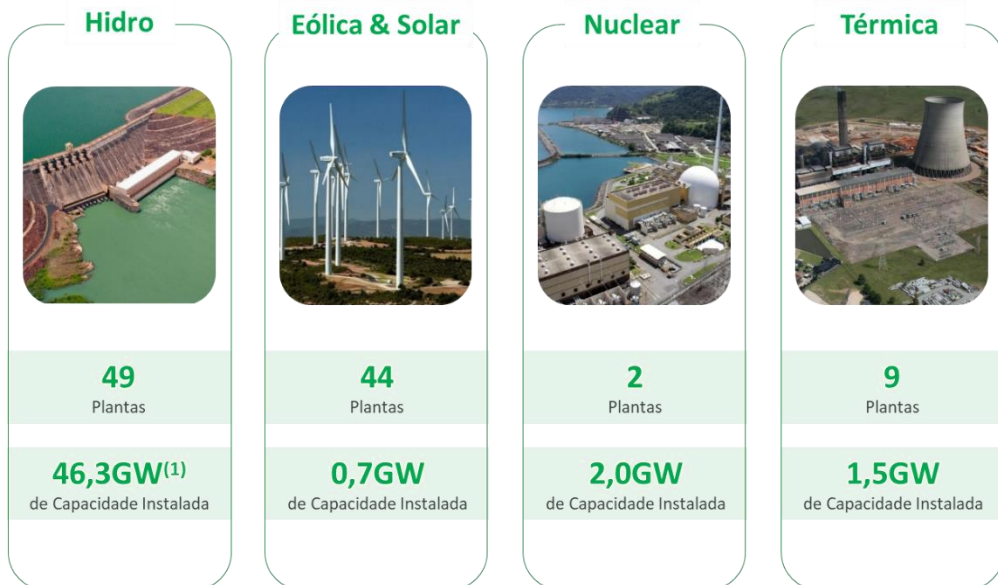 Hidro
Eólica & Solar
Nuclear
Térmica
49
Plantas
44
Plantas
2
Plantas
9
Plantas
46,3GW(1)
de Capacidade Instalada
0,7GW
de Capacidade Instalada
2,0GW
de Capacidade Instalada
1,5GW
de Capacidade Instalada